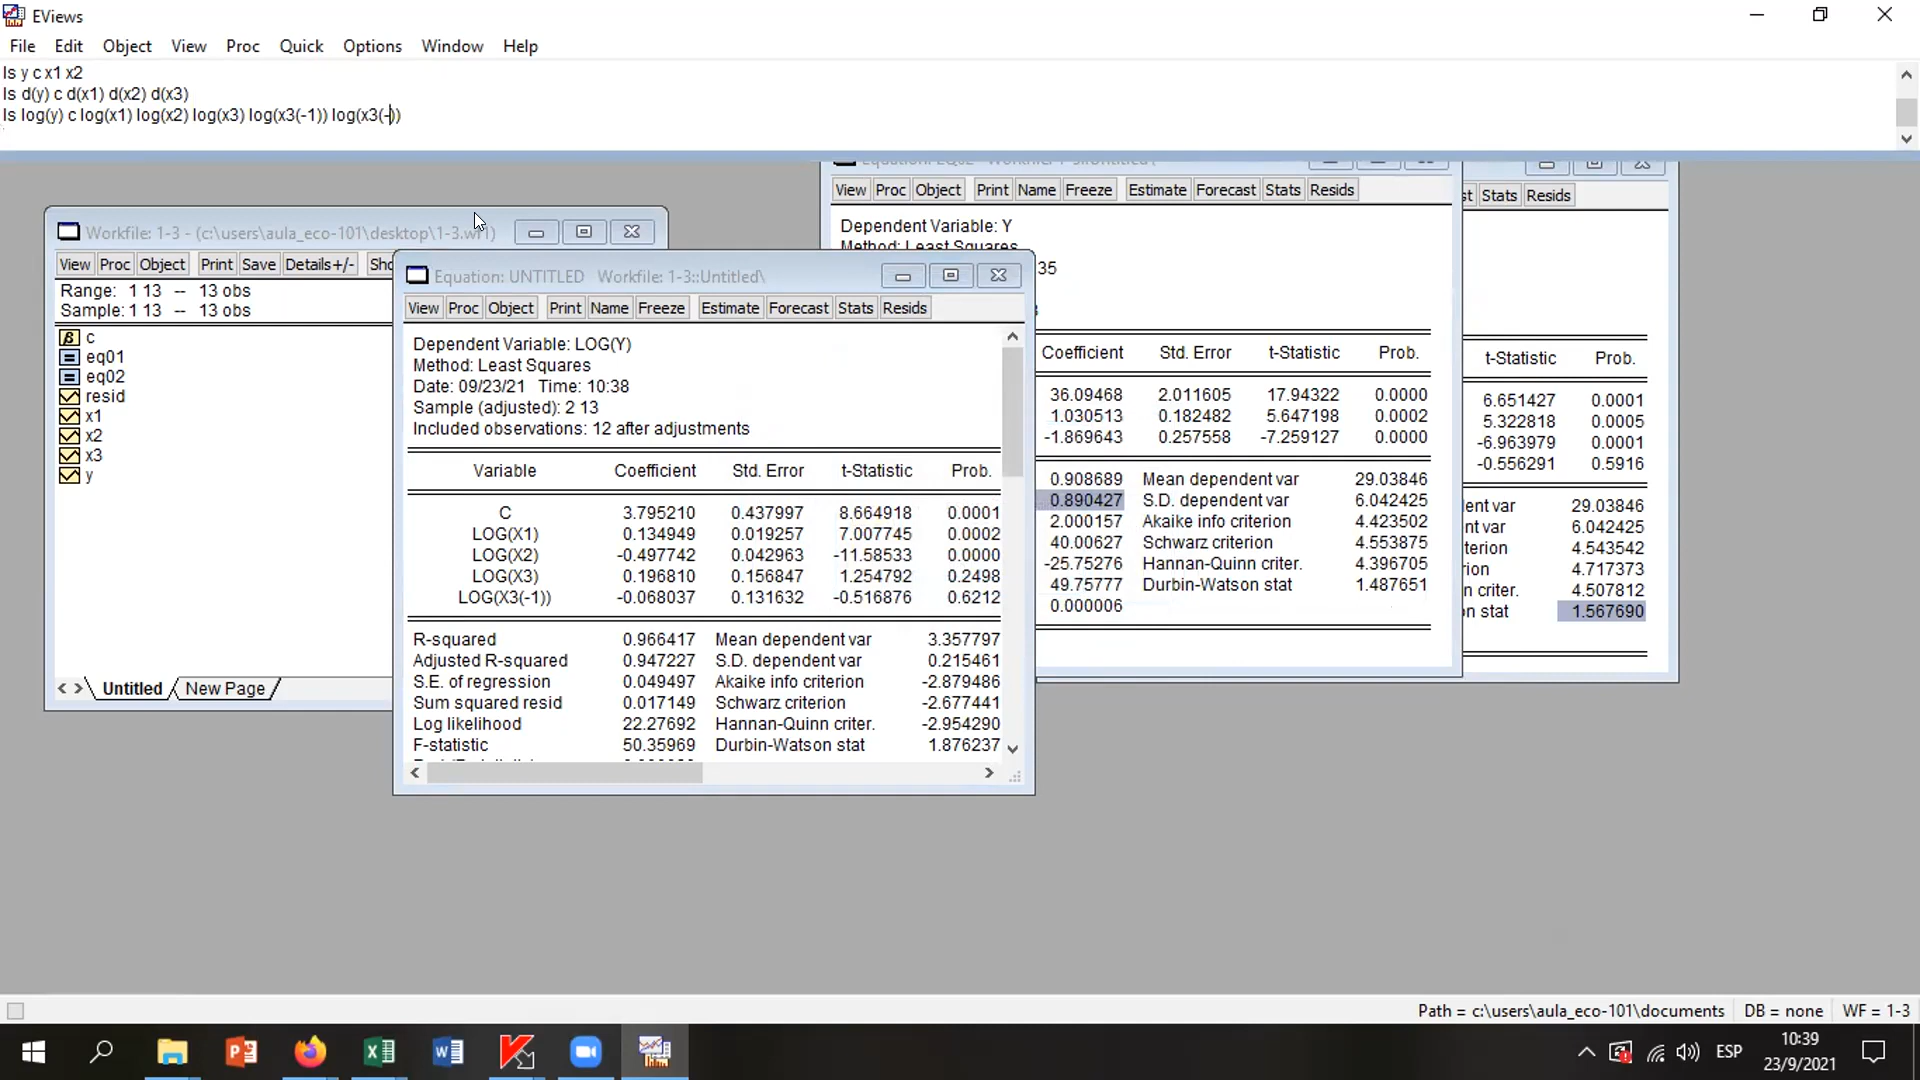 EViews
File Edit Object View Proc Quick Options Window Help
ls y c x1 x2
ls d(y) c d(x1) d(x2) d(x3)
ls log(y) c log(x1) log(x2) log(x3) log(x3(-1)) log(x3(-))
Workfile: 1-3 - (c:\users\aula_eco-101\desktop\1-3.wf1)
View Proc Object Print Save Details+/- Sho
Range: 1 13 -- 13 obs
Sample: 1 13 -- 13 obs
c
eq01
eq02
resid
x1
x2
x3
y
Untitled New Page
Equation: UNTITLED Workfile: 1-3::Untitled\
View Proc Object Print Name Freeze Estimate Forecast Stats Resids
Dependent Variable: LOG(Y)
Method: Least Squares
Date: 09/23/21 Time: 10:38
Sample (adjusted): 2 13
Included observations: 12 after adjustments
Variable Coefficient Std. Error t-Statistic Prob.
C 3.795210 0.437997 8.664918 0.0001
LOG(X1) 0.134949 0.019257 7.007745 0.0002
LOG(X2) -0.497742 0.042963 -11.58533 0.0000
LOG(X3) 0.196810 0.156847 1.254792 0.2498
LOG(X3(-1)) -0.068037 0.131632 -0.516876 0.6212
R-squared 0.966417 Mean dependent var 3.357797
Adjusted R-squared 0.947227 S.D. dependent var 0.215461
S.E. of regression 0.049497 Akaike info criterion -2.879486
Sum squared resid 0.017149 Schwarz criterion -2.677441
Log likelihood 22.27692 Hannan-Quinn criter. -2.954290
F-statistic 50.35969 Durbin-Watson stat 1.876237
View Proc Object Print Name Freeze Estimate Forecast Stats Resids
Dependent Variable: Y
Method: Least Squares
35
Coefficient Std. Error t-Statistic Prob.
36.09468 2.011605 17.94322 0.0000
1.030513 0.182482 5.647198 0.0002
-1.869643 0.257558 -7.259127 0.0000
0.908689 Mean dependent var 29.03846
0.890427 S.D. dependent var 6.042425
2.000157 Akaike info criterion 4.423502
40.00627 Schwarz criterion 4.553875
-25.75276 Hannan-Quinn criter. 4.396705
49.75777 Durbin-Watson stat 1.487651
0.000006
st Stats Resids
t-Statistic Prob.
6.651427 0.0001
5.322818 0.0005
-6.963979 0.0001
-0.556291 0.5916
ent var 29.03846
nt var 6.042425
terion 4.543542
rion 4.717373
n criter. 4.507812
on stat 1.567690
Path = c:\users\aula_eco-101\documents DB = none WF = 1-3
ESP
10:39
23/9/2021